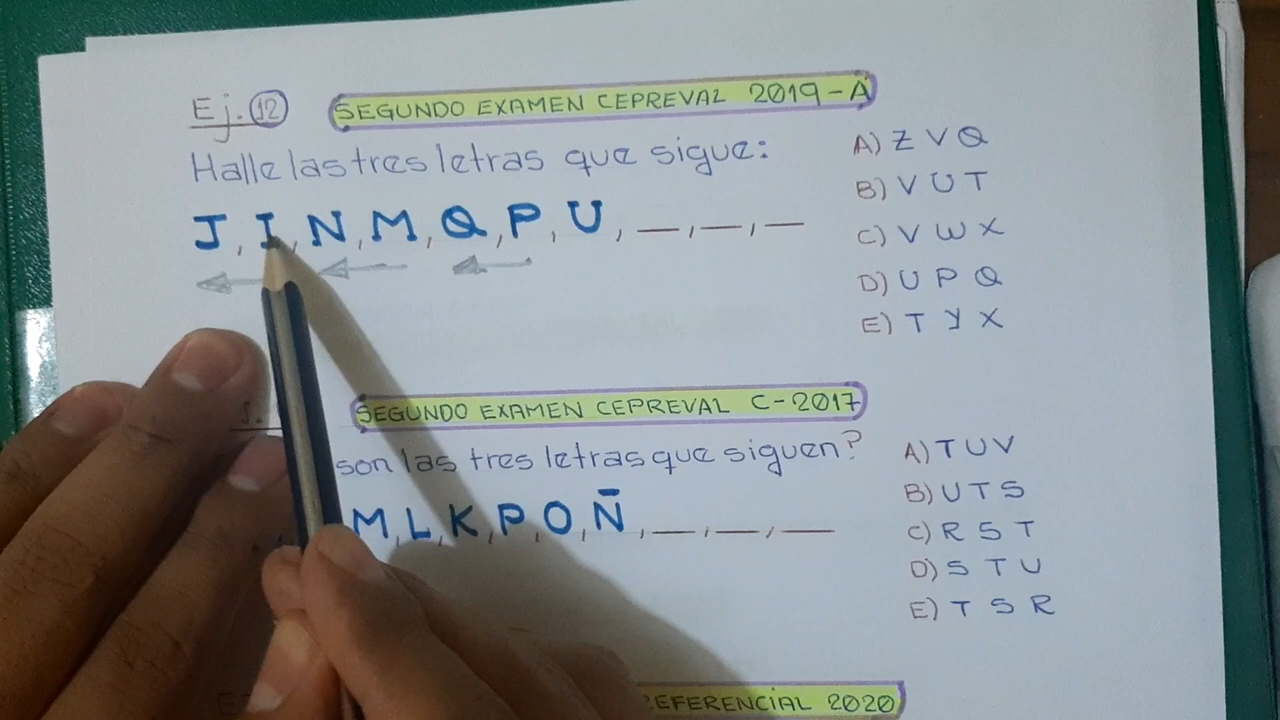 Ej. 12 SEGUNDO EXAMEN CEPREVAL 2019 - A
Halle las tres letras que sigue:
J, I, N, M, Q, P, U, __, __, __
A) Z V Q
B) V U T
C) V W X
D) U P Q
E) T Y X
SEGUNDO EXAMEN CEPREVAL C - 2017
son las tres letras que siguen?
M, L, K, P, O, Ñ, __, __, __
A) T U V
B) U T S
C) R S T
D) S T U
E) T S R
REFERENCIAL 2020